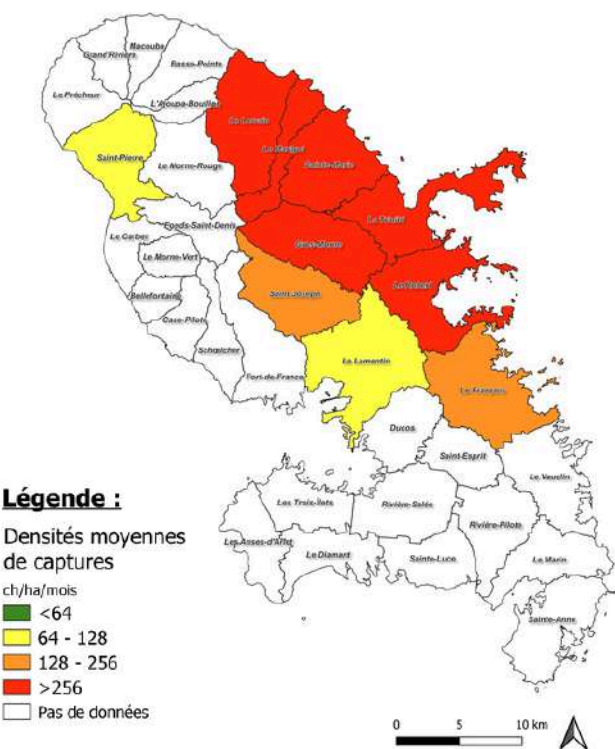 Macouba
Grand'Rivière
Basse-Pointe
Le Prêcheur
L'Ajoupa-Bouillon
Le Lorrain
Le Marigot
Saint-Pierre
Sainte-Marie
Le Morne-Rouge
La Trinité
Fonds-Saint-Denis
Le Carbet
Gros-Morne
Le Morne-Vert
Le Robert
Bellefontaine
Saint-Joseph
Case-Pilote
Schœlcher
Le Lamentin
Fort-de-France
Le François
Ducos
Saint-Esprit
Le Vauclin
Les Trois-Îlets
Rivière-Salée
Rivière-Pilote
Les Anses-d'Arlet
Le Diamant
Sainte-Luce
Le Marin
Sainte-Anne
Légende :
Densités moyennes
de captures
ch/ha/mois
<64
64 - 128
128 - 256
>256
Pas de données
0 5 10 km